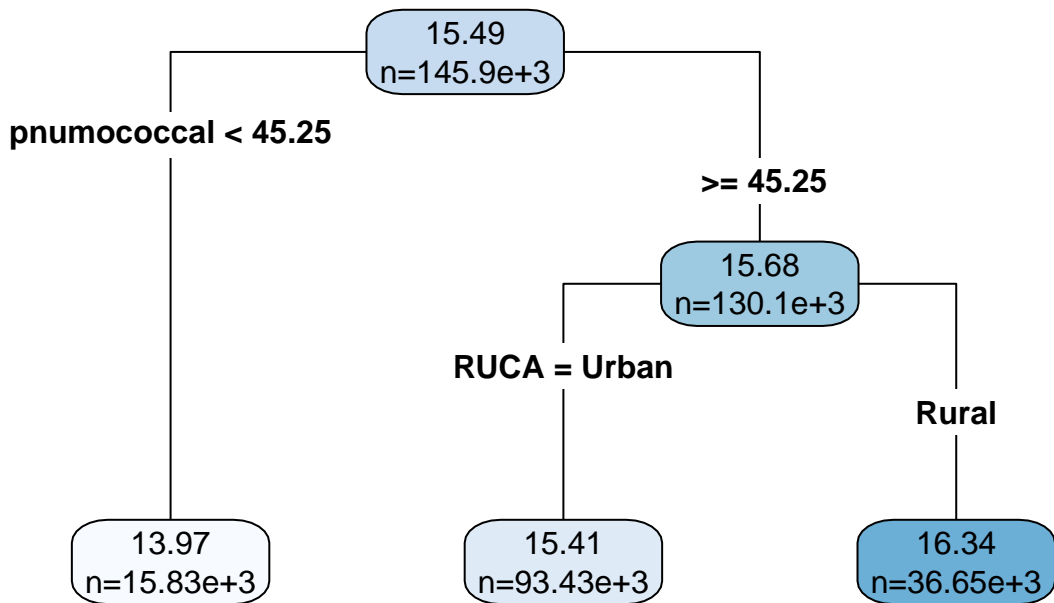 15.49
n=145.9e+3
pnumococcal < 45.25
>= 45.25
15.68
n=130.1e+3
RUCA = Urban
Rural
13.97
n=15.83e+3
15.41
n=93.43e+3
16.34
n=36.65e+3